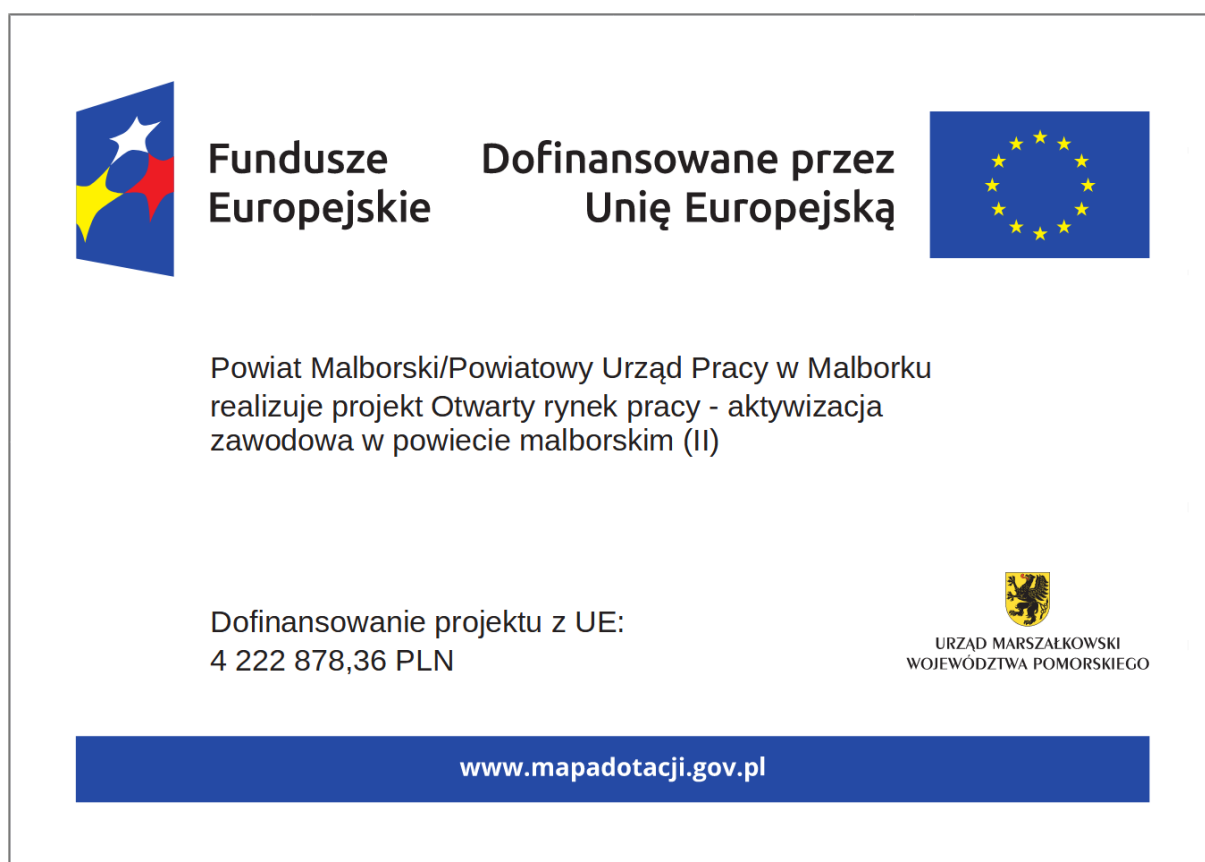 Fundusze
Europejskie
Dofinansowane przez
Unię Europejską
Powiat Malborski/Powiatowy Urząd Pracy w Malborku
realizuje projekt Otwarty rynek pracy - aktywizacja
zawodowa w powiecie malborskim (II)
Dofinansowanie projektu z UE:
4 222 878,36 PLN
URZĄD MARSZAŁKOWSKI
WOJEWÓDZTWA POMORSKIEGO
www.mapadotacji.gov.pl